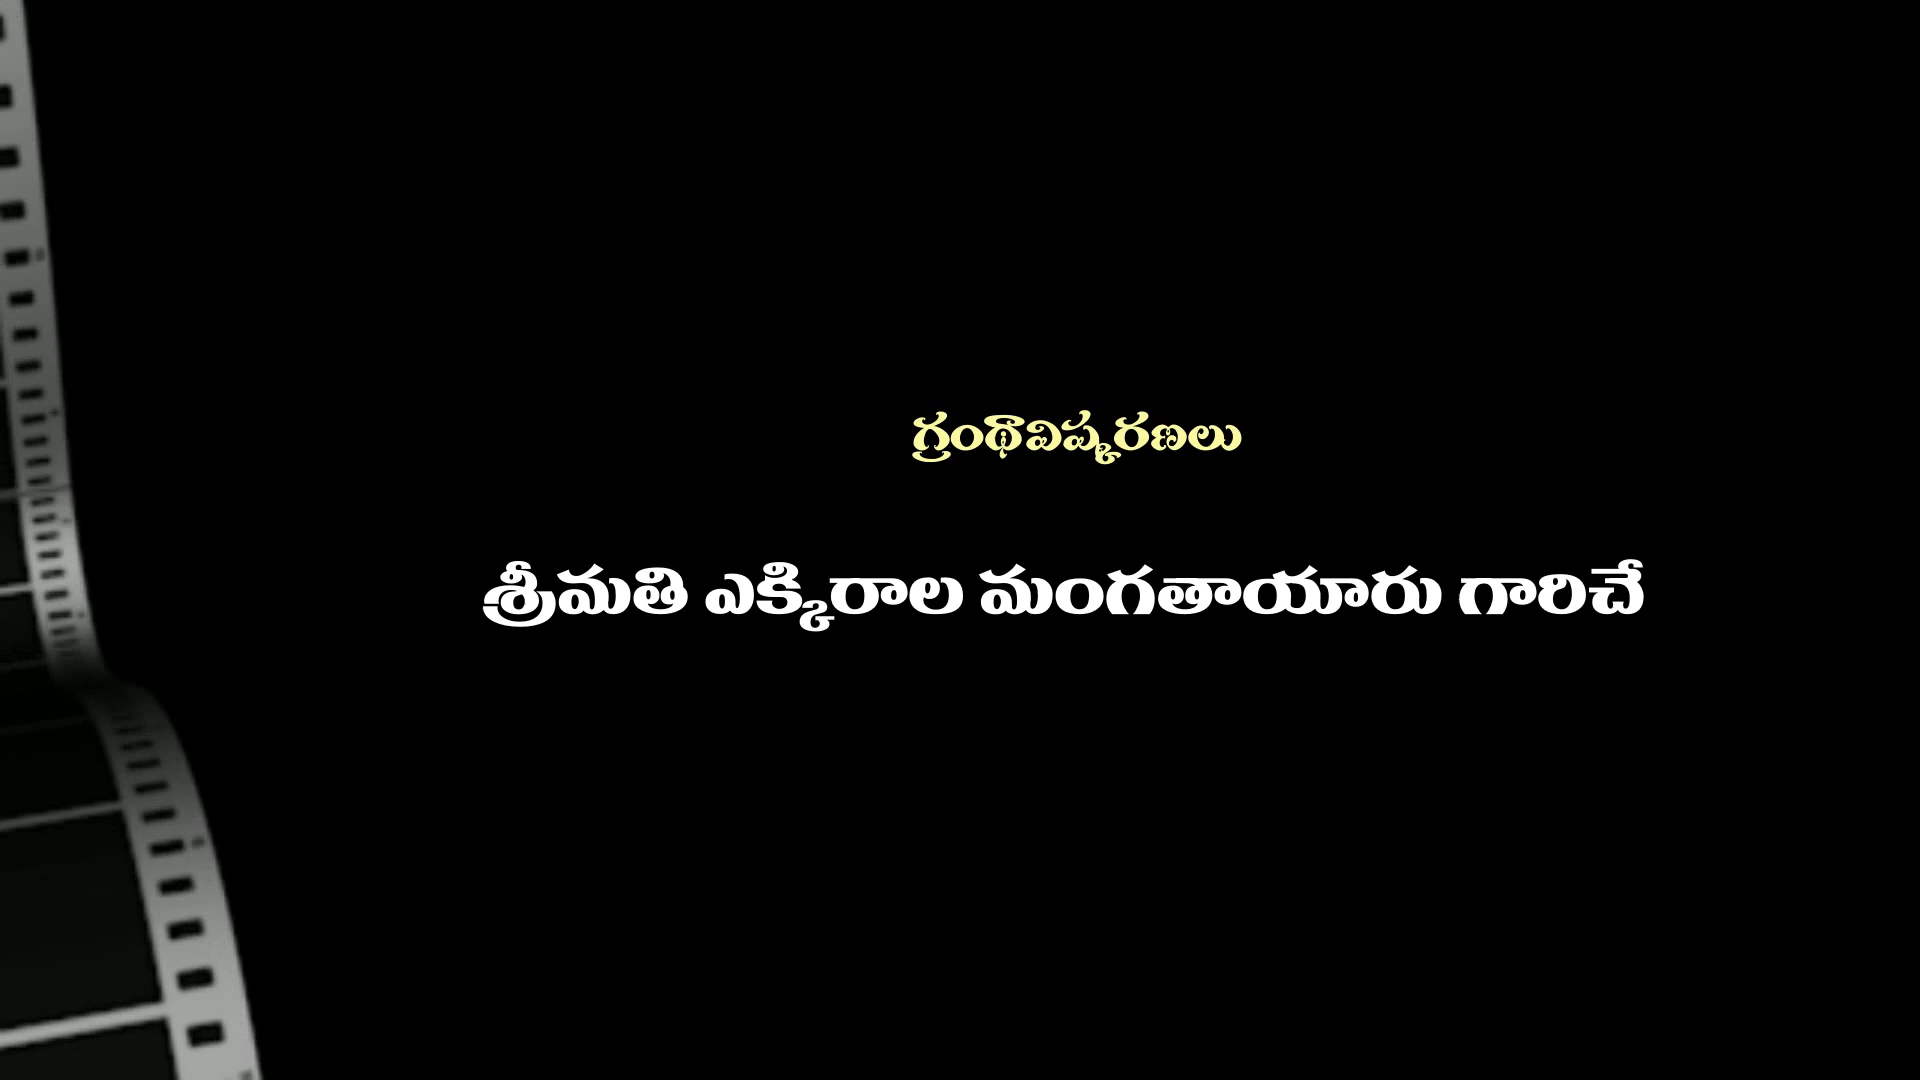 గ్రంథావిష్కరణలు
శ్రీమతి ఎక్కిరాల మంగతాయారు గారిచే